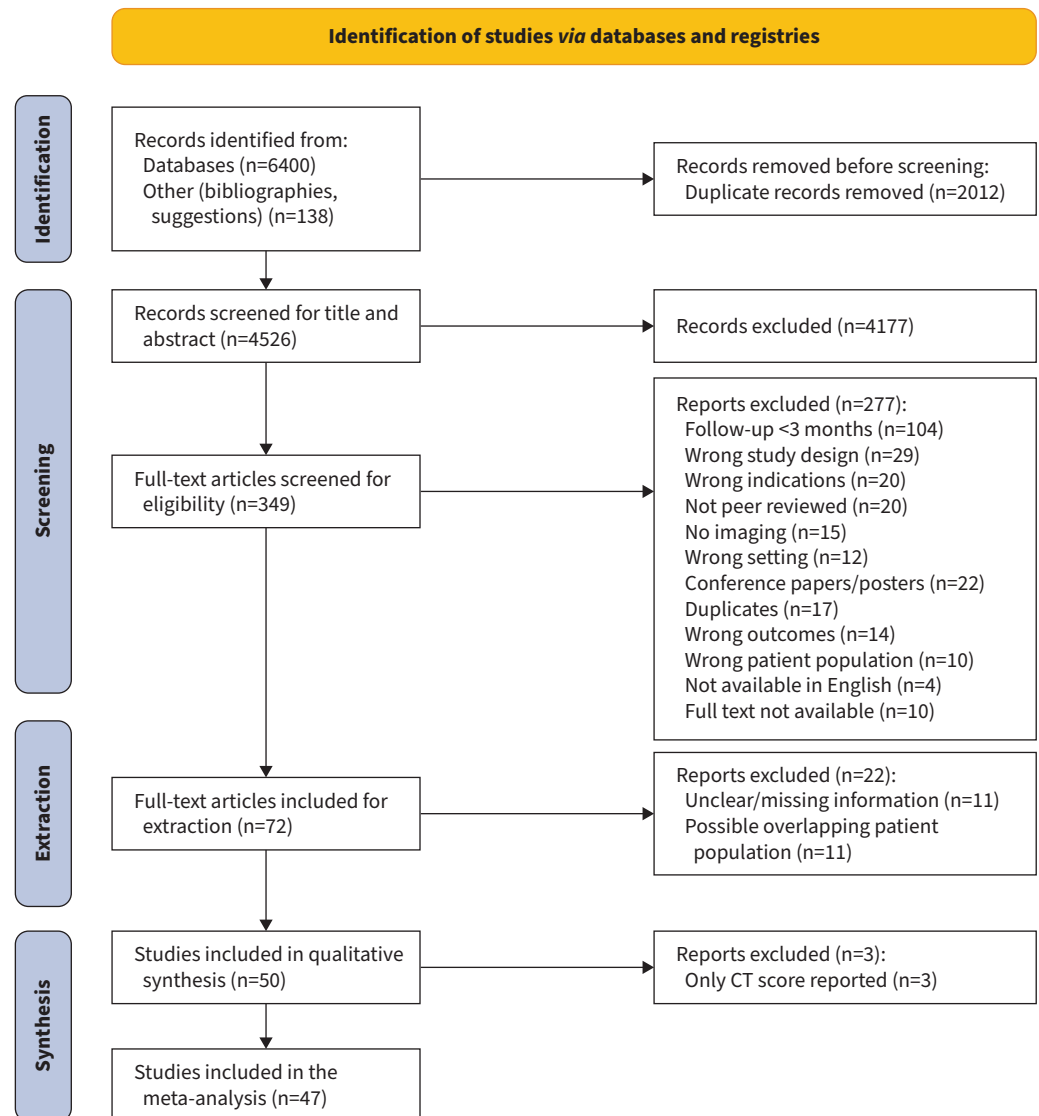 Identification of studies via databases and registries
Identification
Records identified from:
Databases (n=6400)
Other (bibliographies,
suggestions) (n=138)
Records removed before screening:
Duplicate records removed (n=2012)
Screening
Records screened for title and
abstract (n=4526)
Records excluded (n=4177)
Full-text articles screened for
eligibility (n=349)
Reports excluded (n=277):
Follow-up <3 months (n=104)
Wrong study design (n=29)
Wrong indications (n=20)
Not peer reviewed (n=20)
No imaging (n=15)
Wrong setting (n=12)
Conference papers/posters (n=22)
Duplicates (n=17)
Wrong outcomes (n=14)
Wrong patient population (n=10)
Not available in English (n=4)
Full text not available (n=10)
Extraction
Full-text articles included for
extraction (n=72)
Reports excluded (n=22):
Unclear/missing information (n=11)
Possible overlapping patient
population (n=11)
Synthesis
Studies included in qualitative
synthesis (n=50)
Reports excluded (n=3):
Only CT score reported (n=3)
Studies included in the
meta-analysis (n=47)